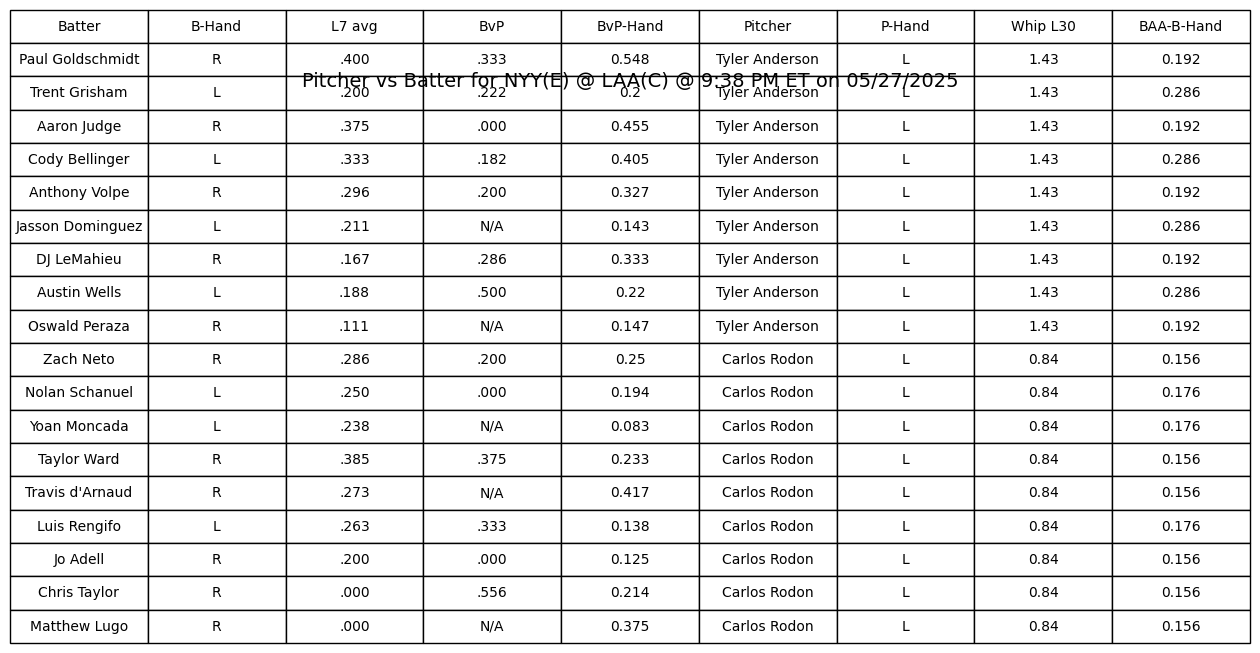 Batter B-Hand L7 avg BvP BvP-Hand Pitcher P-Hand Whip L30 BAA-B-Hand
Paul Goldschmidt R .400 .333 0.548 Tyler Anderson L 1.43 0.192
Pitcher vs Batter for NYY(E) @ LAA(C) @ 9:38 PM ET on 05/27/2025
Trent Grisham L .200 .222 0.2 Tyler Anderson L 1.43 0.286
Aaron Judge R .375 .000 0.455 Tyler Anderson L 1.43 0.192
Cody Bellinger L .333 .182 0.405 Tyler Anderson L 1.43 0.286
Anthony Volpe R .296 .200 0.327 Tyler Anderson L 1.43 0.192
Jasson Dominguez L .211 N/A 0.143 Tyler Anderson L 1.43 0.286
DJ LeMahieu R .167 .286 0.333 Tyler Anderson L 1.43 0.192
Austin Wells L .188 .500 0.22 Tyler Anderson L 1.43 0.286
Oswald Peraza R .111 N/A 0.147 Tyler Anderson L 1.43 0.192
Zach Neto R .286 .200 0.25 Carlos Rodon L 0.84 0.156
Nolan Schanuel L .250 .000 0.194 Carlos Rodon L 0.84 0.176
Yoan Moncada L .238 N/A 0.083 Carlos Rodon L 0.84 0.176
Taylor Ward R .385 .375 0.233 Carlos Rodon L 0.84 0.156
Travis d'Arnaud R .273 N/A 0.417 Carlos Rodon L 0.84 0.156
Luis Rengifo L .263 .333 0.138 Carlos Rodon L 0.84 0.176
Jo Adell R .200 .000 0.125 Carlos Rodon L 0.84 0.156
Chris Taylor R .000 .556 0.214 Carlos Rodon L 0.84 0.156
Matthew Lugo R .000 N/A 0.375 Carlos Rodon L 0.84 0.156